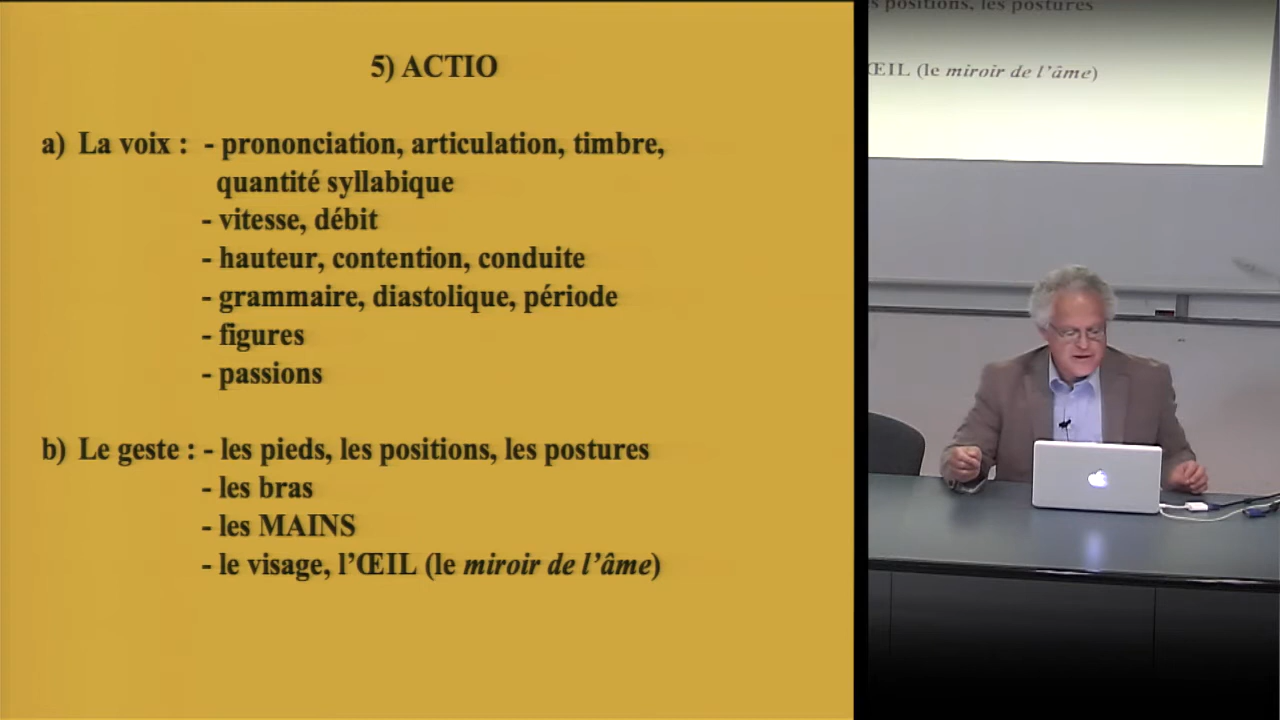 5) ACTIO
a) La voix : - prononciation, articulation, timbre,
quantité syllabique
- vitesse, débit
- hauteur, contention, conduite
- grammaire, diastolique, période
- figures
- passions
b) Le geste : - les pieds, les positions, les postures
- les bras
- les MAINS
- le visage, l'ŒIL (le miroir de l'âme)
s positions, les postures
ŒIL (le miroir de l'âme)